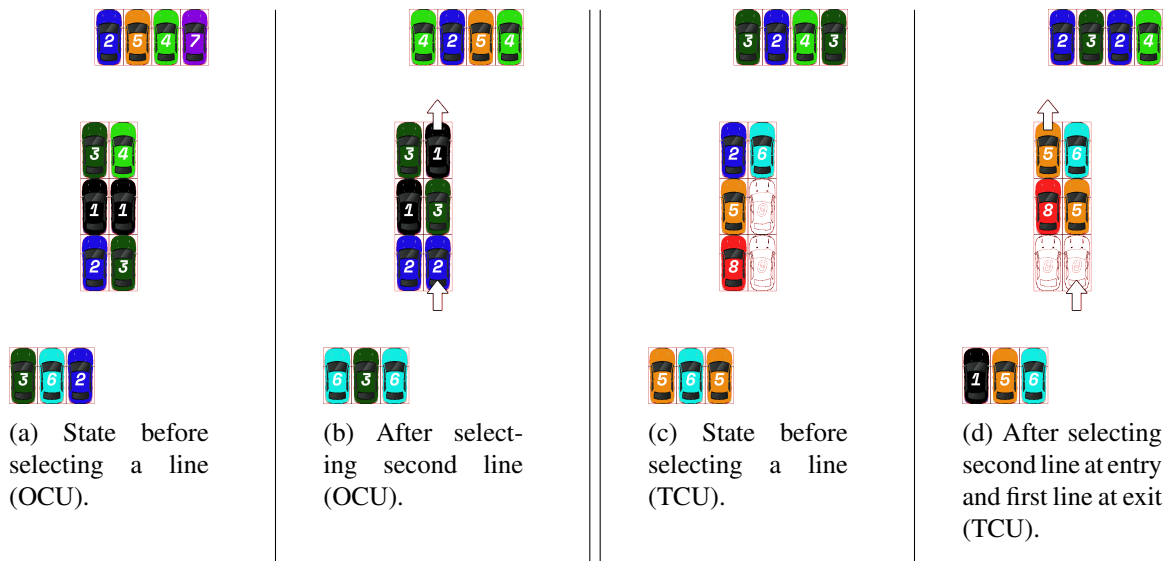 2 5 4 7
3 4
1 1
2 3
3 6 2
(a) State before
selecting a line
(OCU).
4 2 5 4
3 1
1 3
2 2
6 3 6
(b) After select-
ing second line
(OCU).
3 2 4 3
2 6
5
8
5 6 5
(c) State before
selecting a line
(TCU).
2 3 2 4
5 6
8 5
1 5 6
(d) After selecting
second line at entry
and first line at exit
(TCU).